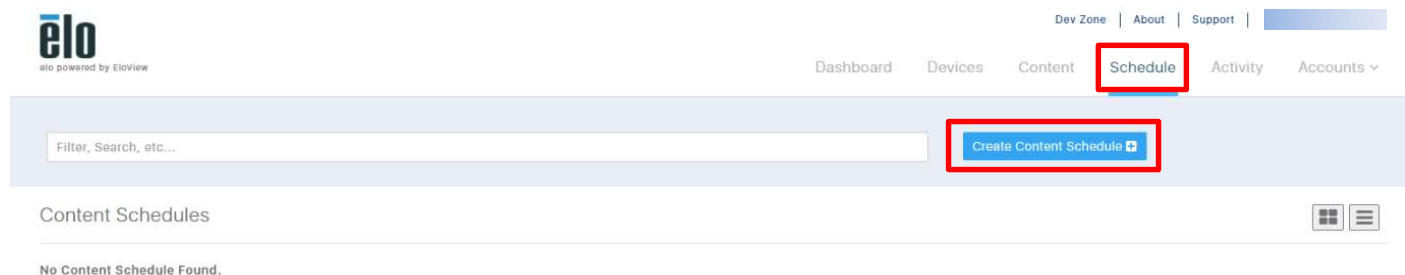 Dev Zone | About | Support |
ēlo
elo powered by EloView
Dashboard Devices Content Schedule Activity Accounts
Filter, Search, etc...
Create Content Schedule
Content Schedules
No Content Schedule Found.